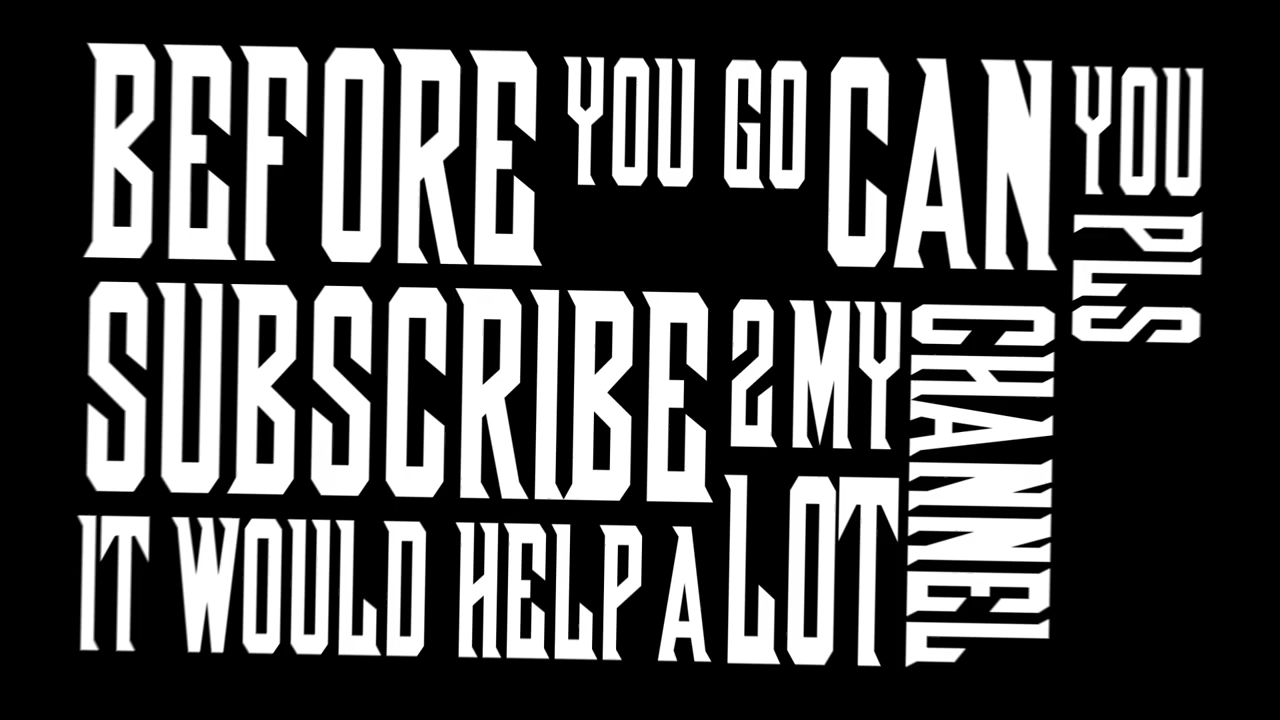 BEFORE YOU GO CAN YOU
PLS
SUBSCRIBE 2 MY
CHANNEL
IT WOULD HELP A LOT